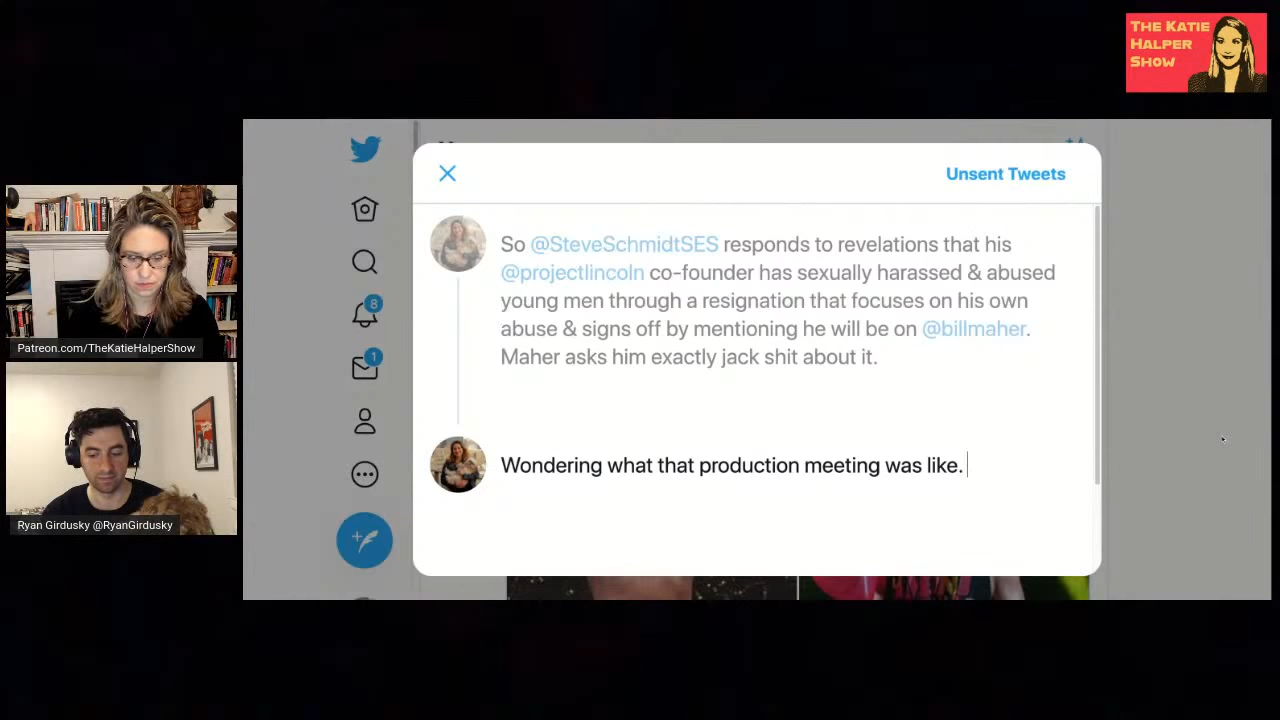 THE KATIE
HALPER
SHOW
Unsent Tweets
So @SteveSchmidtSES responds to revelations that his
@projectlincoln co-founder has sexually harassed & abused
young men through a resignation that focuses on his own
abuse & signs off by mentioning he will be on @billmaher.
Maher asks him exactly jack shit about it.
8
Patreon.com/TheKatieHalperShow
1
Wondering what that production meeting was like.
Ryan Girdusky @RyanGirdusky